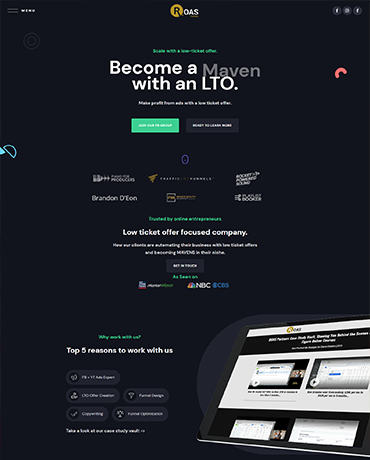 MENU
ROAS
Scale with a low-ticket offer.
Become a Maven
with an LTO.
Make profit from ads with a low ticket offer.
JOIN OUR FB GROUP
READY TO LEARN MORE
PIANO FOR
PRODUCERS
TRAFFIC AND FUNNELS
ROCKET
POWERED
SOUND
Brandon D'Eon
PLAYLIST
BOOKER
Trusted by online entrepreneurs
Low ticket offer focused company.
How our clients are automating their business with low ticket offers
and becoming MAVENS in their niche.
GET IN TOUCH
As Seen on
NBC
CBS
Why work with us?
Top 5 reasons to work with us
FB + YT Ads Expert
LTO Offer Creation
Funnel Design
Copywriting
Funnel Optimization
Take a look at our case study vault ->
ROAS